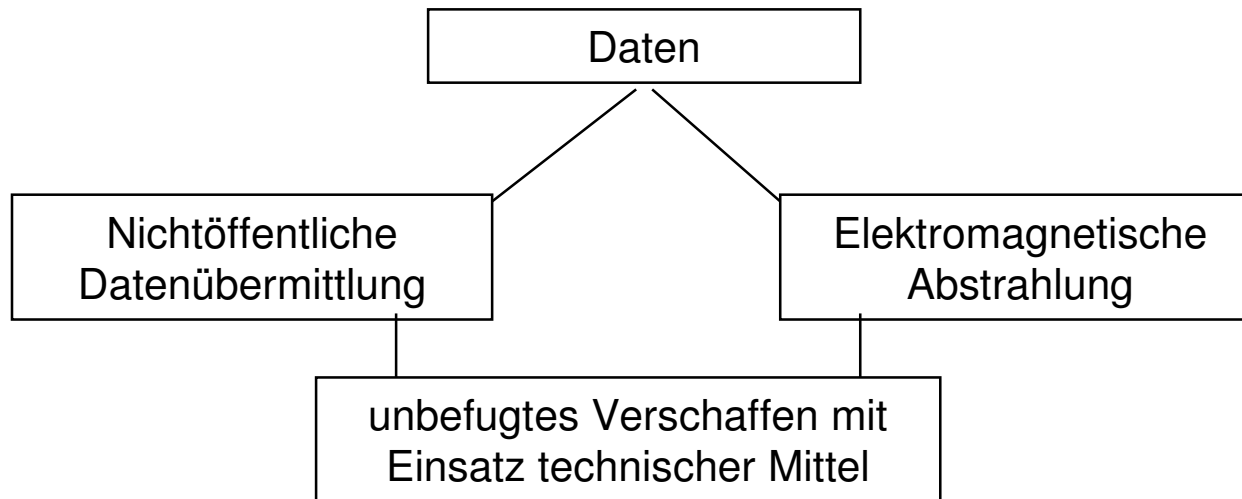 Daten
Nichtöffentliche
Datenübermittlung
Elektromagnetische
Abstrahlung
unbefugtes Verschaffen mit
Einsatz technischer Mittel